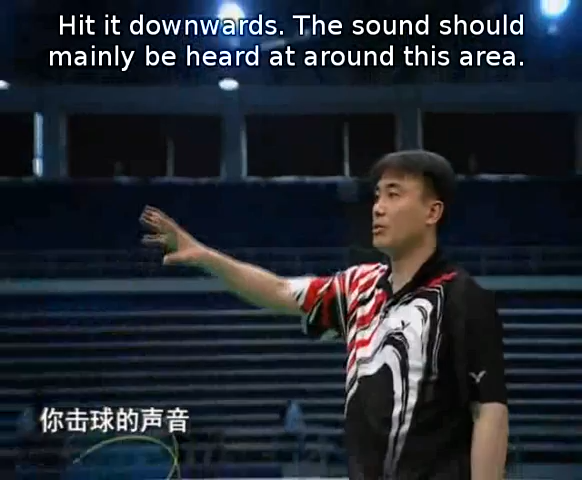 Hit it downwards. The sound should
mainly be heard at around this area.
你击球的声音